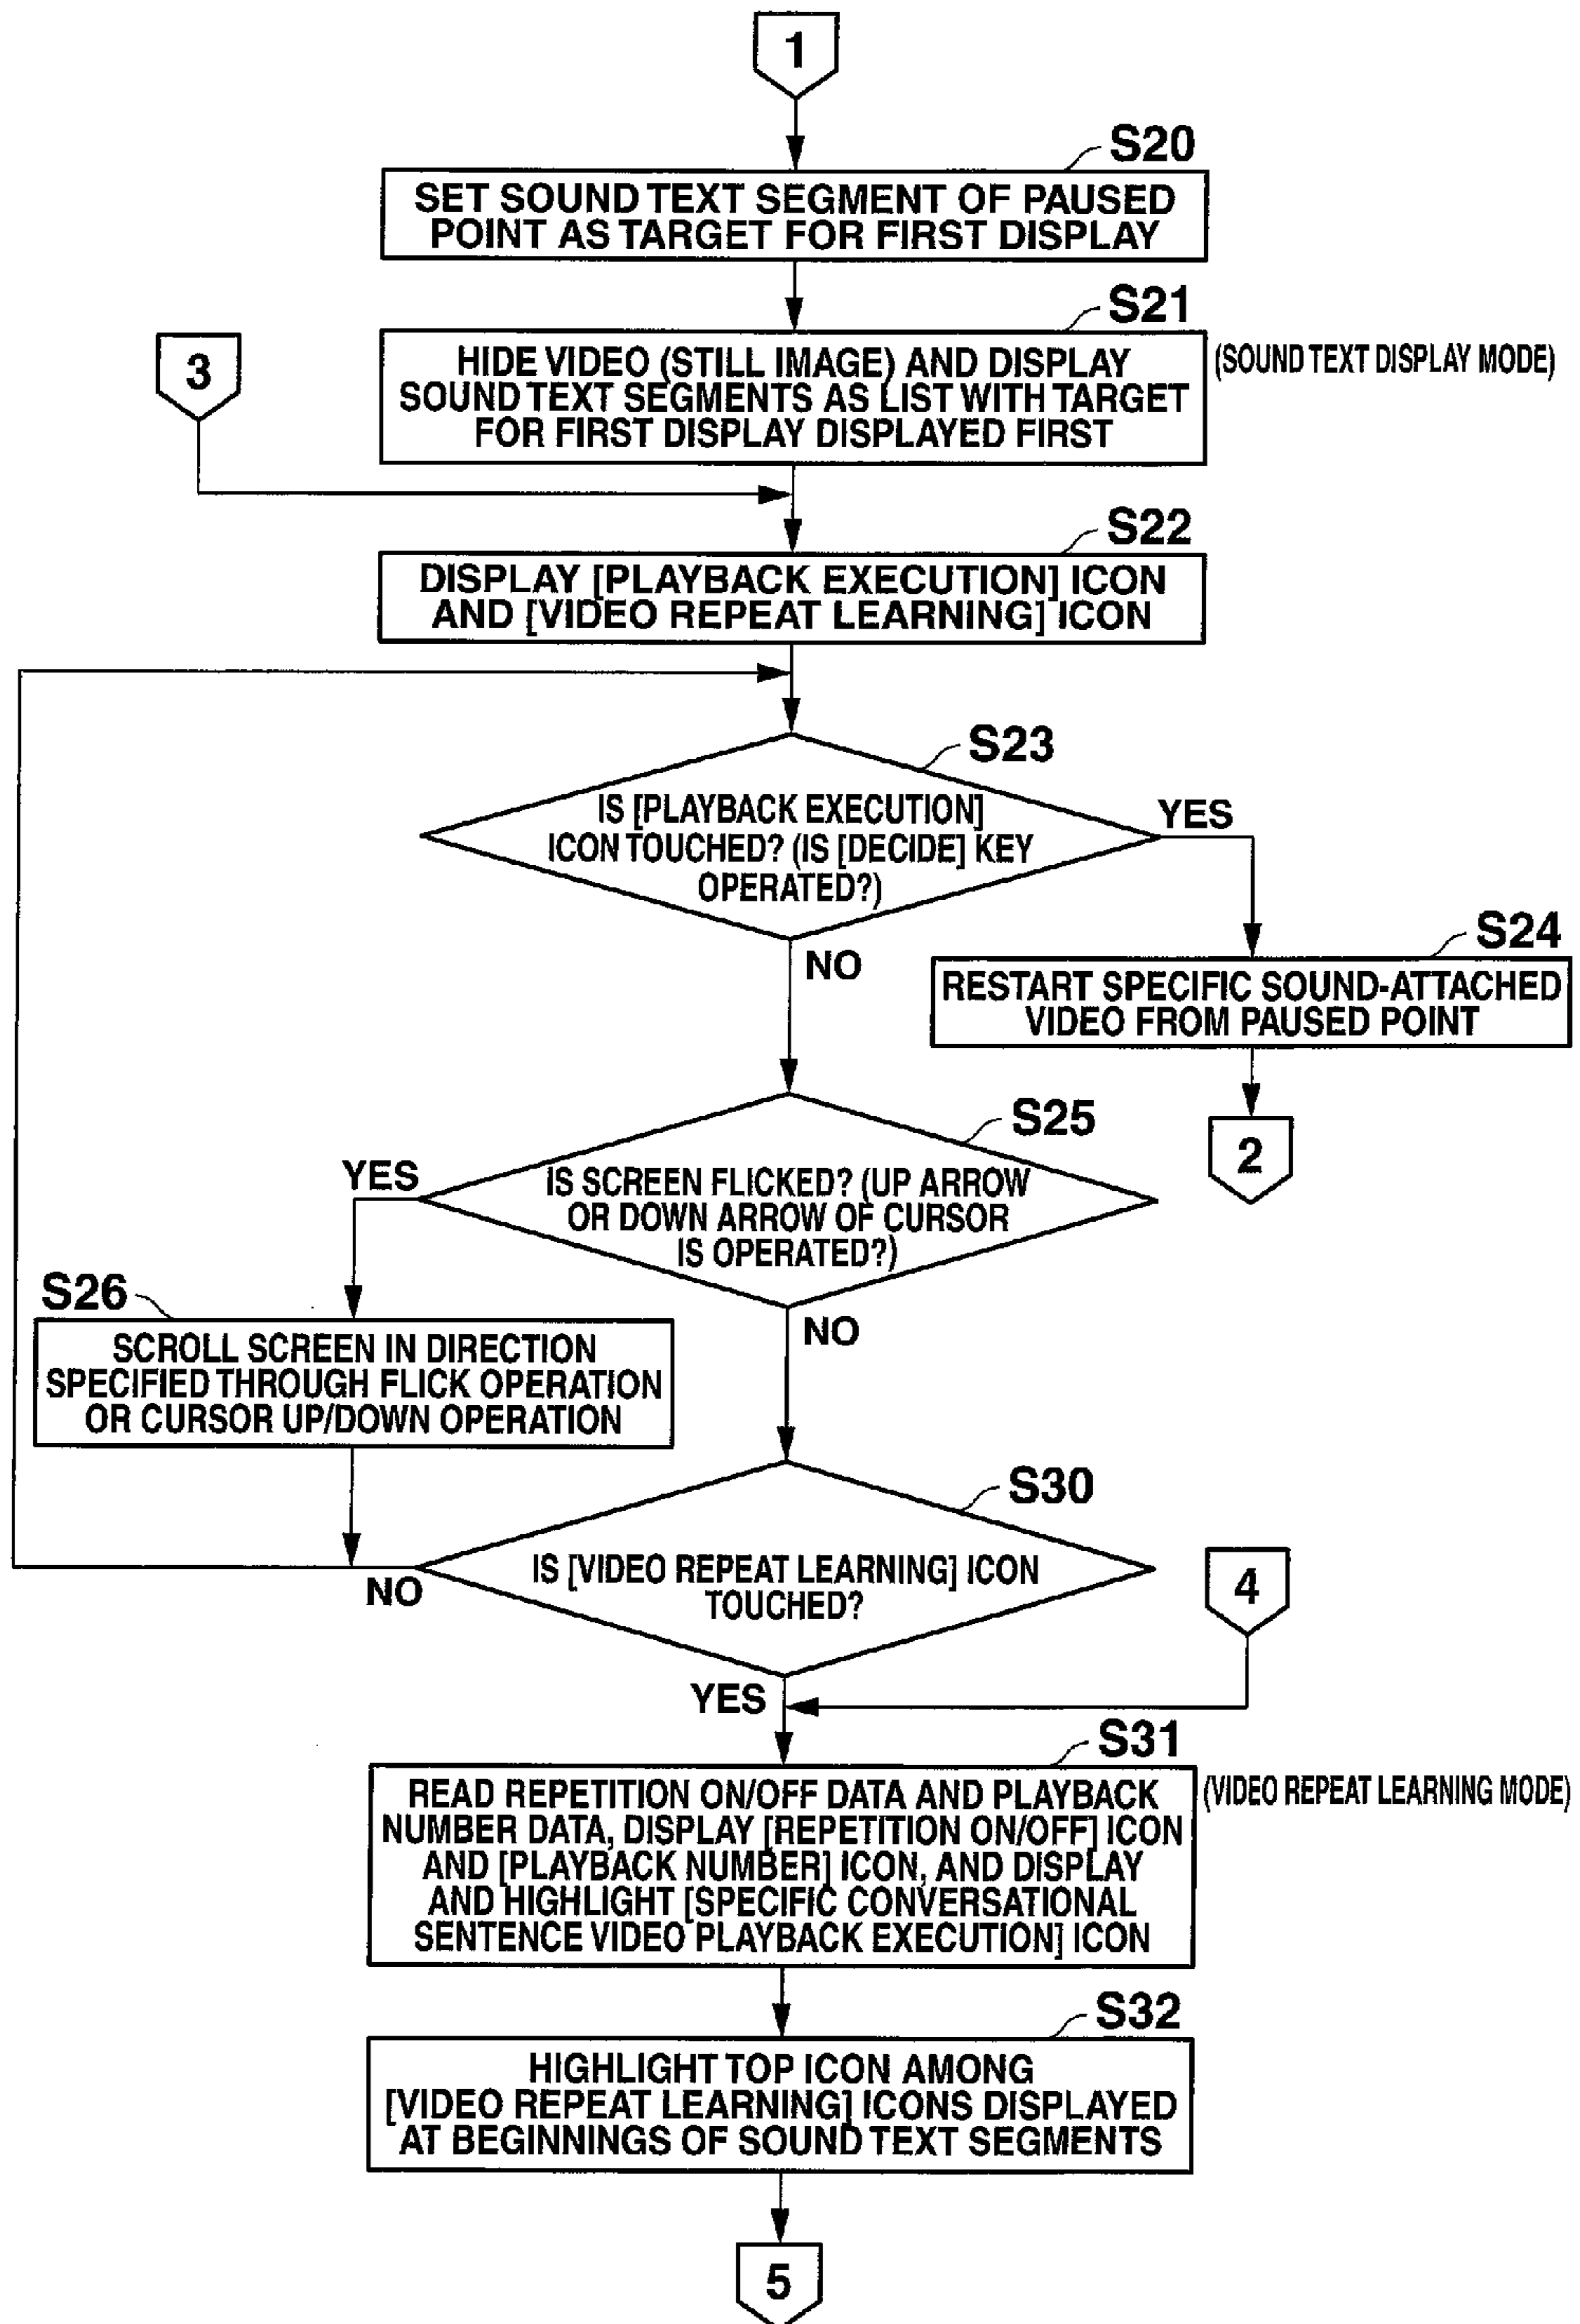 1
S20
SET SOUND TEXT SEGMENT OF PAUSED
POINT AS TARGET FOR FIRST DISPLAY
S21
3
HIDE VIDEO (STILL IMAGE) AND DISPLAY
SOUND TEXT SEGMENTS AS LIST WITH TARGET
FOR FIRST DISPLAY DISPLAYED FIRST
(SOUND TEXT DISPLAY MODE)
S22
DISPLAY [PLAYBACK EXECUTION] ICON
AND [VIDEO REPEAT LEARNING] ICON
S23
IS [PLAYBACK EXECUTION]
ICON TOUCHED? (IS [DECIDE] KEY
OPERATED?)
YES
NO
S24
RESTART SPECIFIC SOUND-ATTACHED
VIDEO FROM PAUSED POINT
2
S25
YES
IS SCREEN FLICKED? (UP ARROW
OR DOWN ARROW OF CURSOR
IS OPERATED?)
NO
S26
SCROLL SCREEN IN DIRECTION
SPECIFIED THROUGH FLICK OPERATION
OR CURSOR UP/DOWN OPERATION
S30
IS [VIDEO REPEAT LEARNING] ICON
TOUCHED?
NO
4
YES
S31
READ REPETITION ON/OFF DATA AND PLAYBACK
NUMBER DATA, DISPLAY [REPETITION ON/OFF] ICON
AND [PLAYBACK NUMBER] ICON, AND DISPLAY
AND HIGHLIGHT [SPECIFIC CONVERSATIONAL
SENTENCE VIDEO PLAYBACK EXECUTION] ICON
(VIDEO REPEAT LEARNING MODE)
S32
HIGHLIGHT TOP ICON AMONG
[VIDEO REPEAT LEARNING] ICONS DISPLAYED
AT BEGINNINGS OF SOUND TEXT SEGMENTS
5